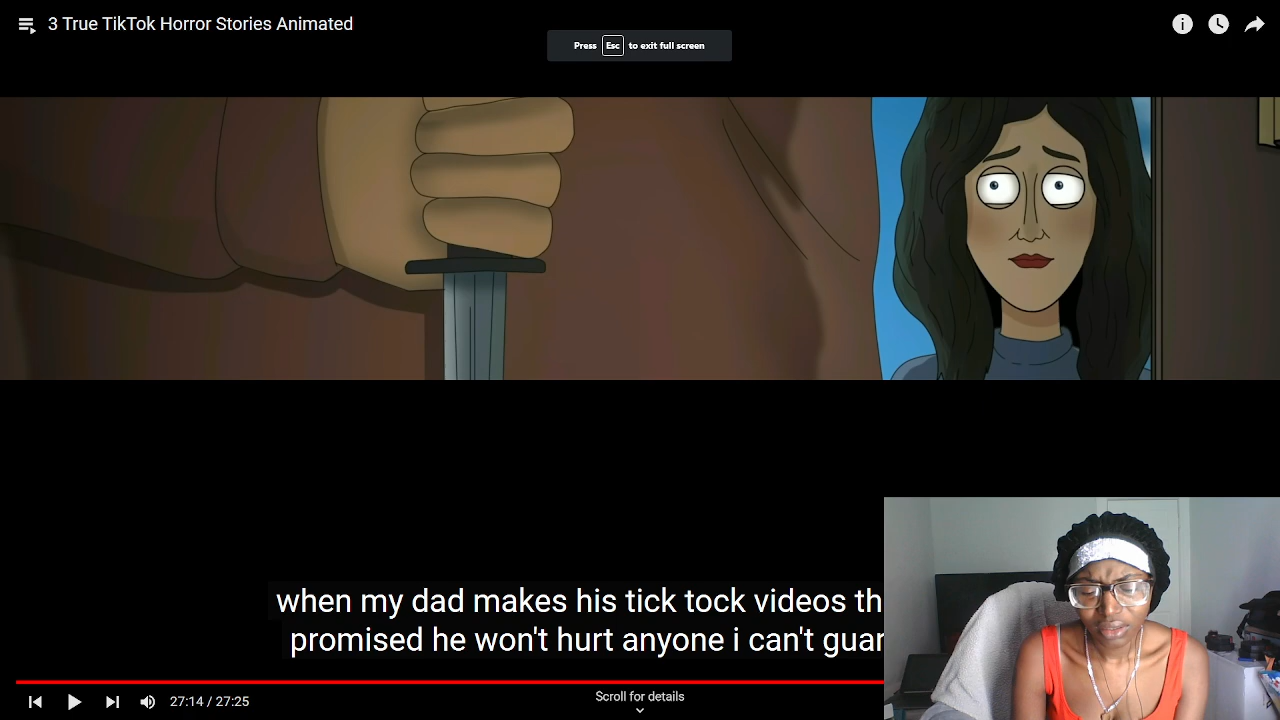 3 True TikTok Horror Stories Animated
Press Esc to exit full screen
when my dad makes his tick tock videos th
promised he won't hurt anyone i can't guar
27:14 / 27:25
Scroll for details